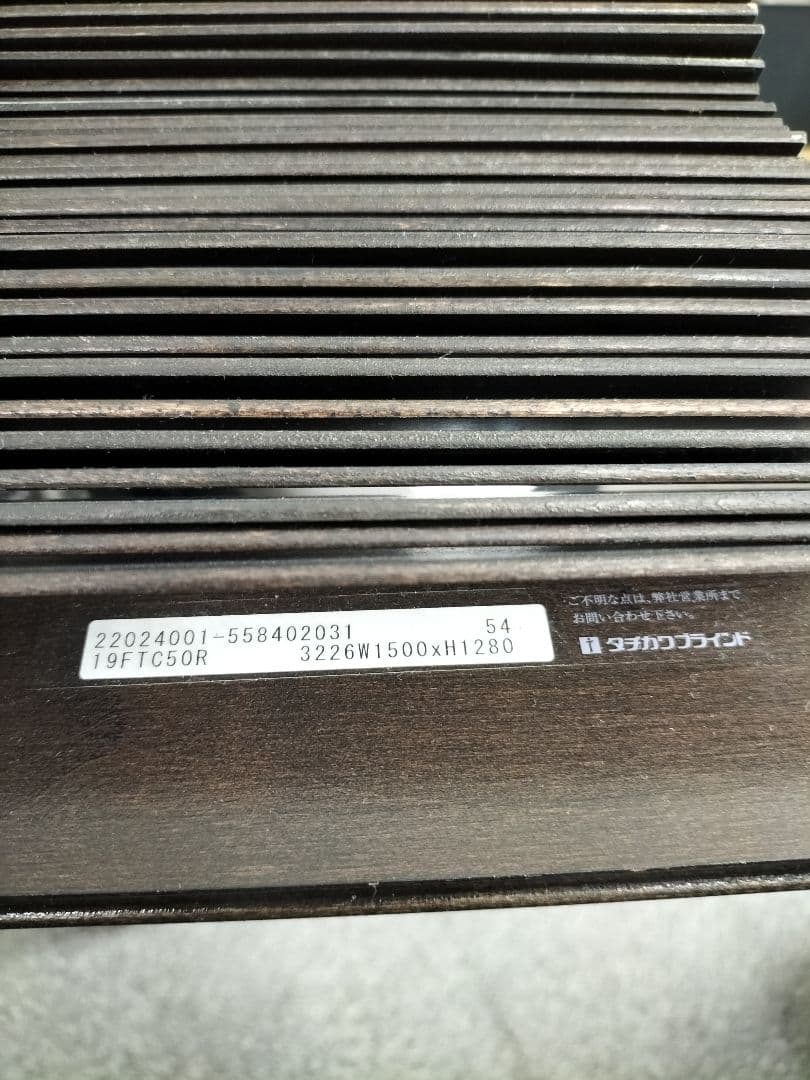 22024001-558402031 54
19FTC50R 3226W1500xH1280
ご不明な点は、弊社営業所まで
お問い合わせ下さい。
タチカワブラインド